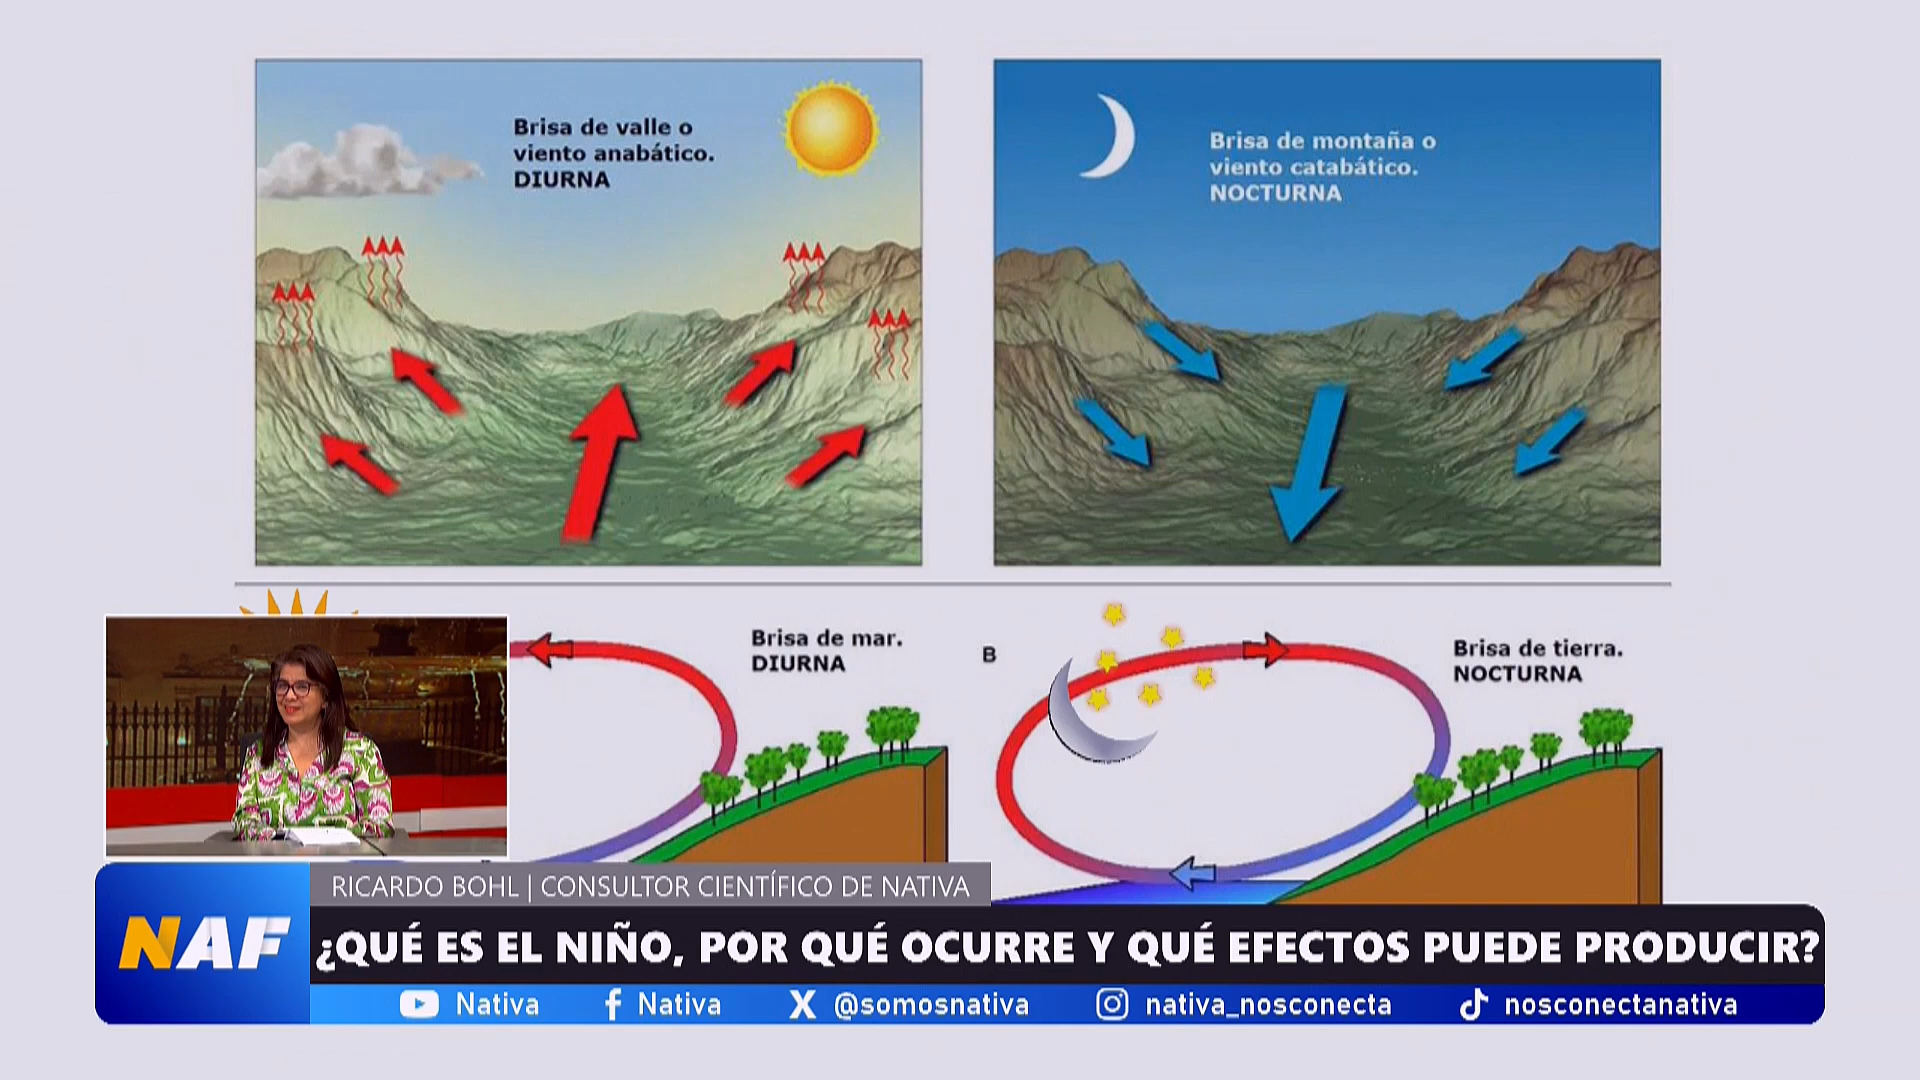 Brisa de valle o
viento anabático.
DIURNA
Brisa de montaña o
viento catabático.
NOCTURNA
Brisa de mar.
DIURNA
B
Brisa de tierra.
NOCTURNA
RICARDO BOHL | CONSULTOR CIENTÍFICO DE NATIVA
NAF
¿QUÉ ES EL NIÑO, POR QUÉ OCURRE Y QUÉ EFECTOS PUEDE PRODUCIR?
Nativa
Nativa
@somosnativa
nativa_nosconecta
nosconectanativa